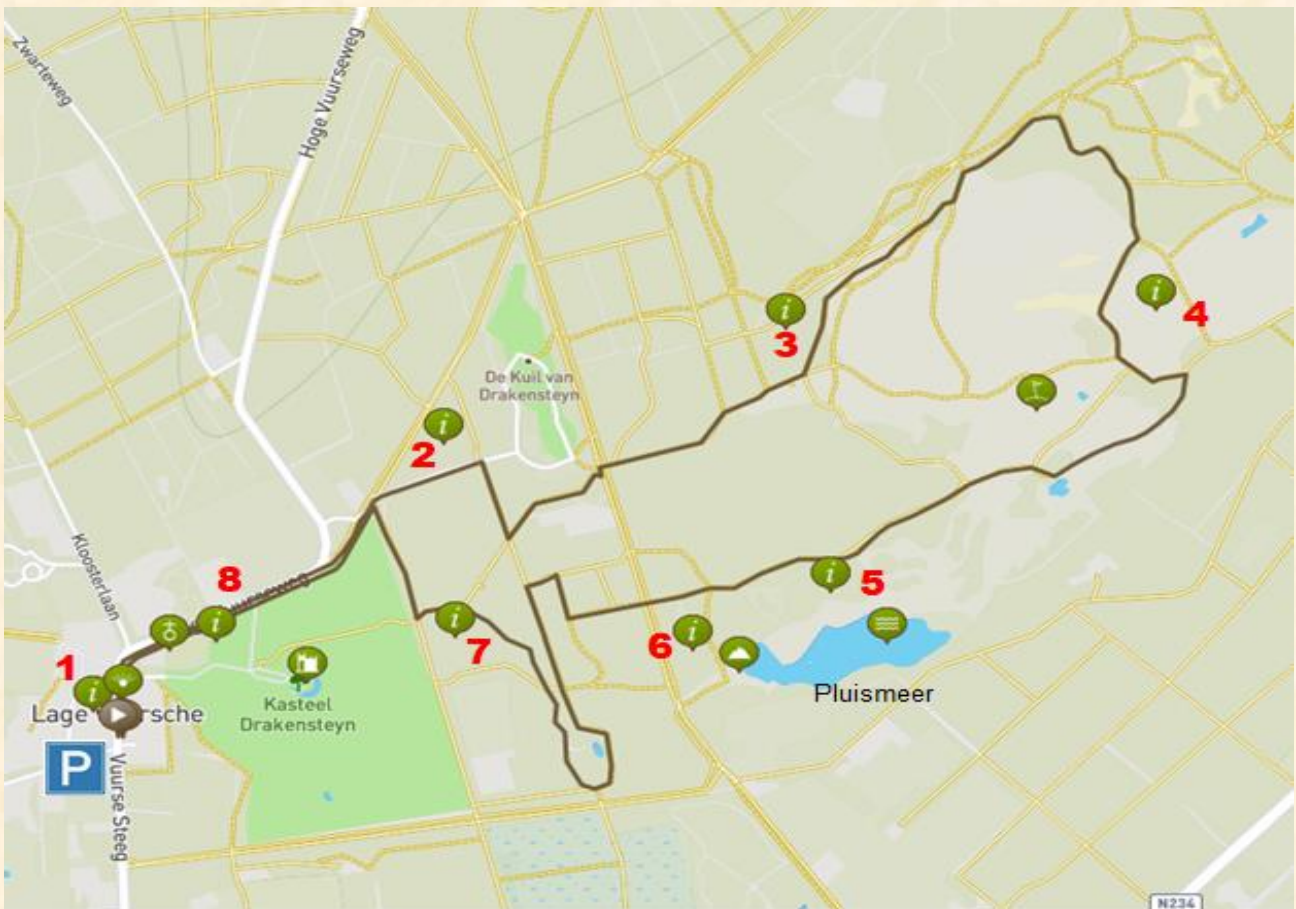 Zwarteweg
Hoge Vuurseweg
3
4
De Kuil van
Drakensteyn
2
Kloosterlaan
8
5
1
7
6
Pluismeer
Kasteel
Drakensteyn
P
Vuurse Steeg
N234